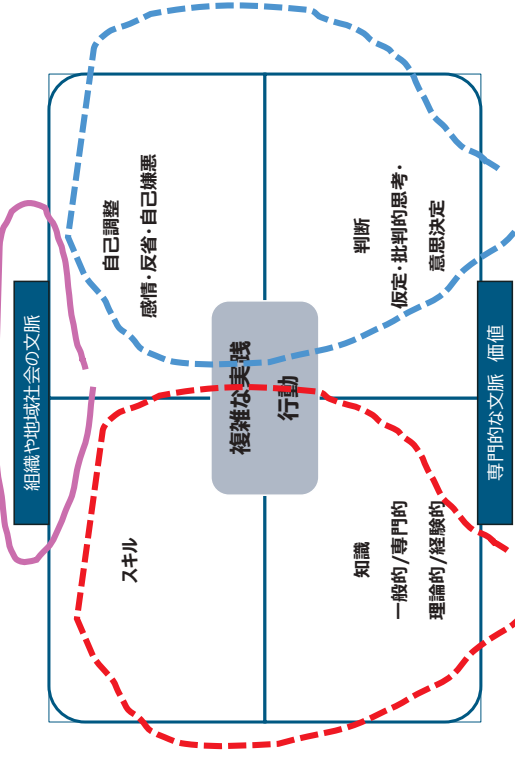 組織や地域社会の文脈
スキル
自己調整
感情・反省・自己嫌悪
複雑な実践
行動
知識
一般的/専門的
理論的/経験的
判断
仮定・批判的思考・
意思決定
専門的な文脈 価値